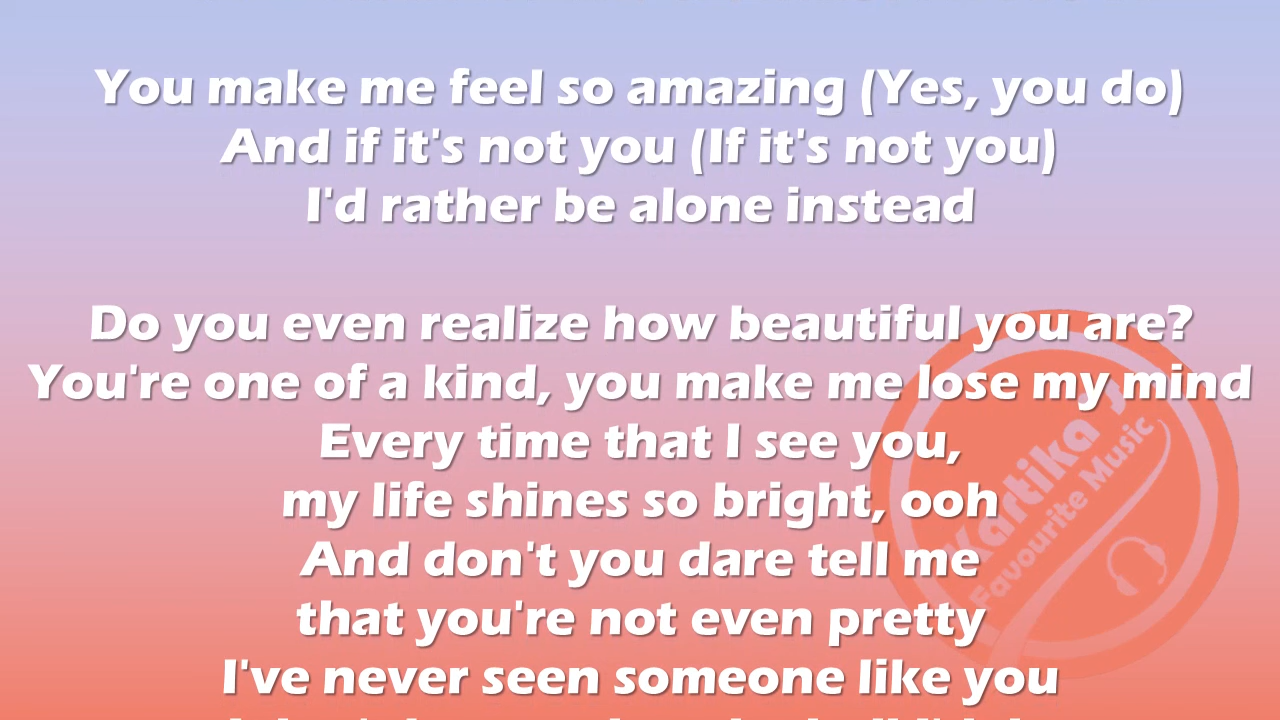 You make me feel so amazing (Yes, you do)
And if it's not you (If it's not you)
I'd rather be alone instead
Do you even realize how beautiful you are?
You're one of a kind, you make me lose my mind
Every time that I see you,
my life shines so bright, ooh
And don't you dare tell me
that you're not even pretty
I've never seen someone like you
Kartika's
Favourite Music